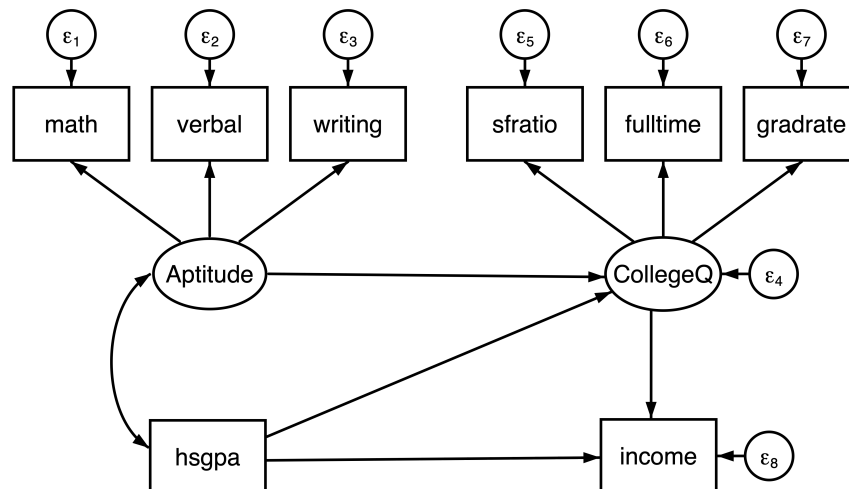 ε1 ε2 ε3 ε5 ε6 ε7
math verbal writing sfratio fulltime gradrate
Aptitude CollegeQ ε4
hsgpa income ε8